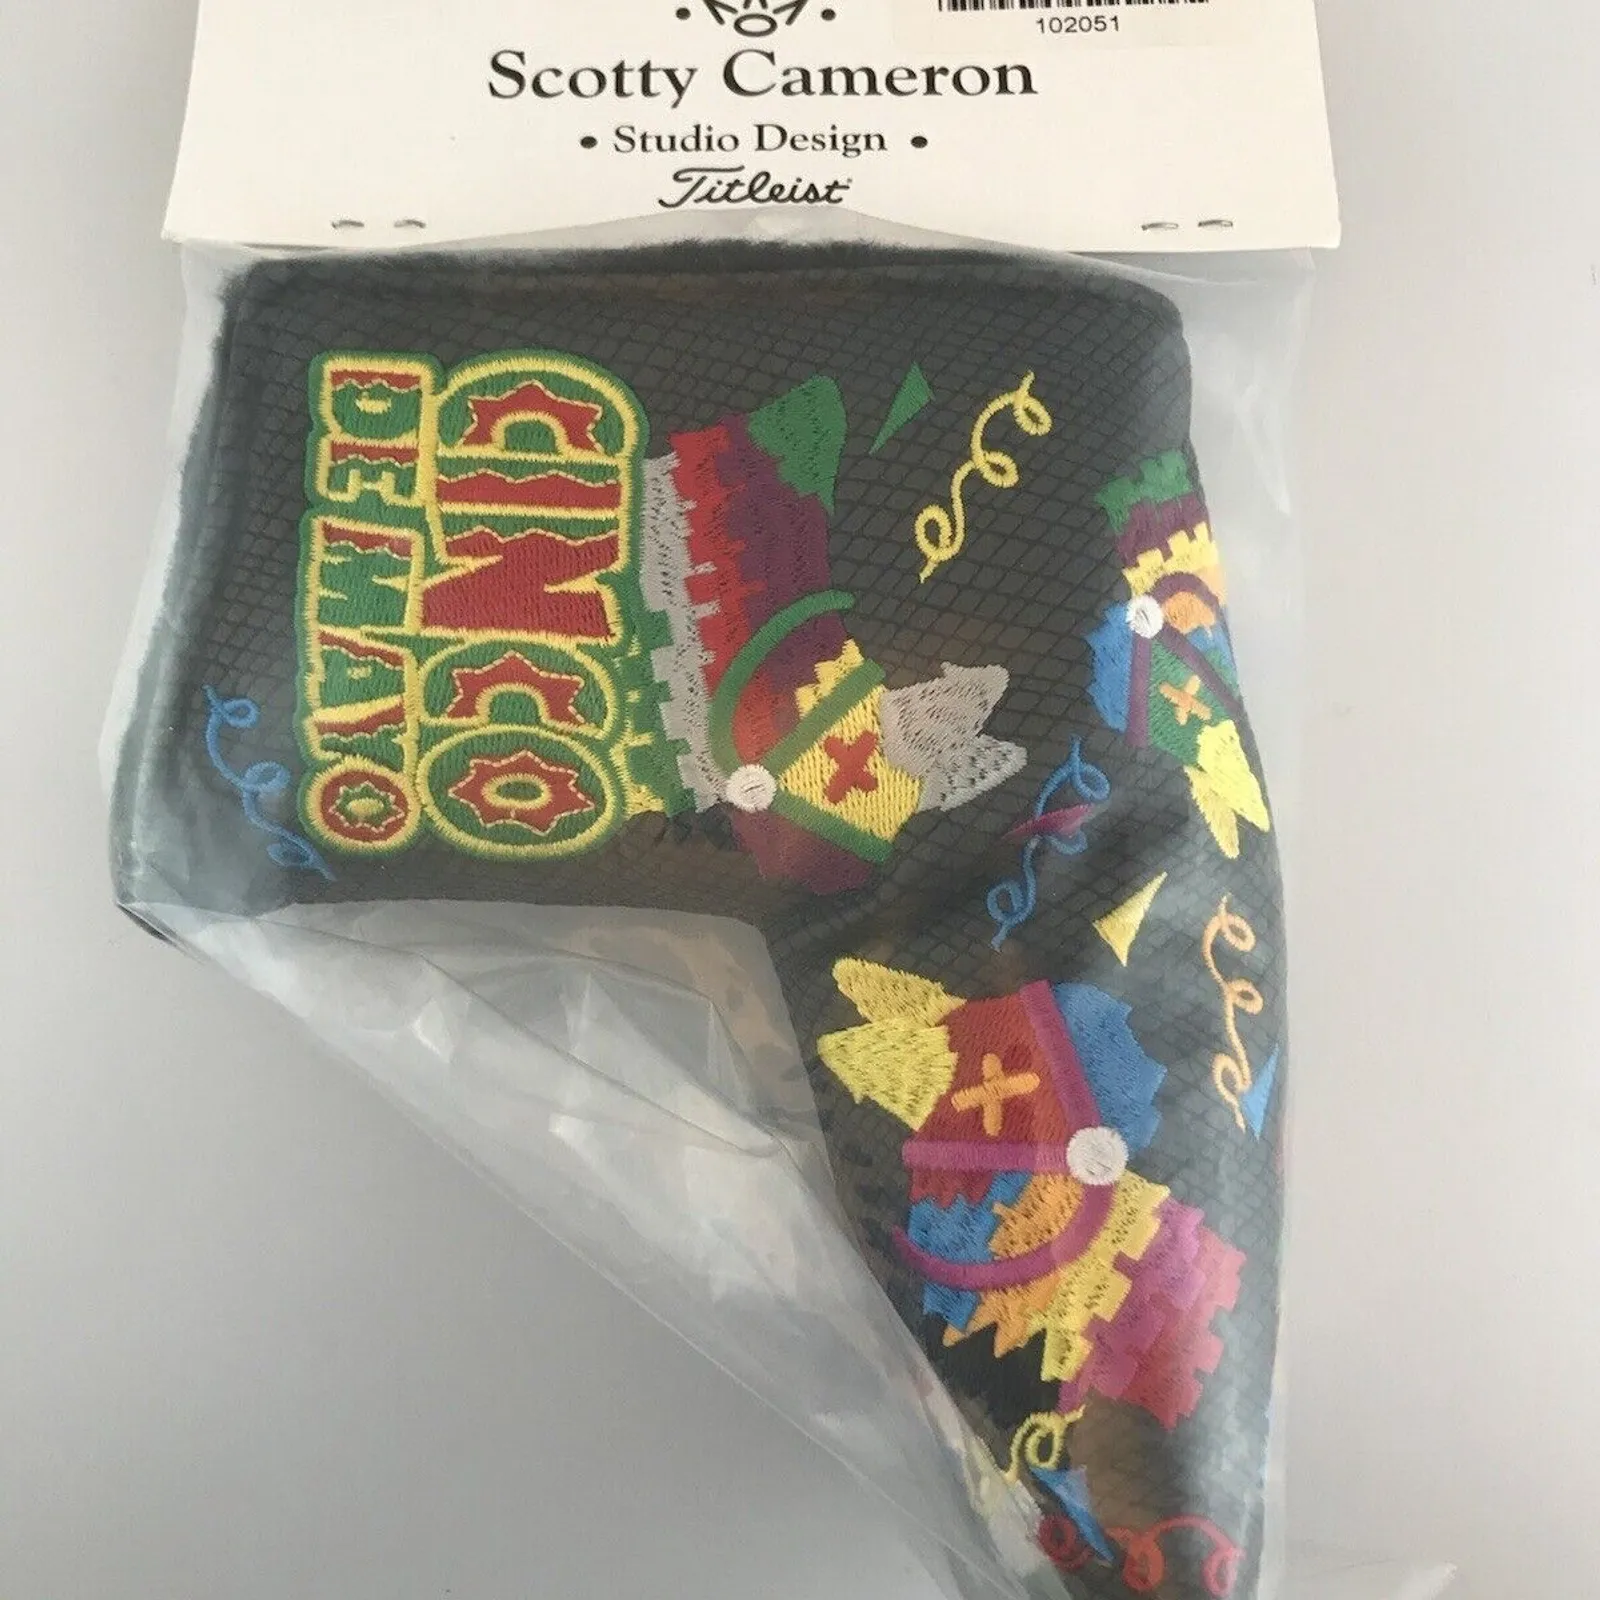 102051
Scotty Cameron
• Studio Design •
Titleist
CINCO
DE MAYO